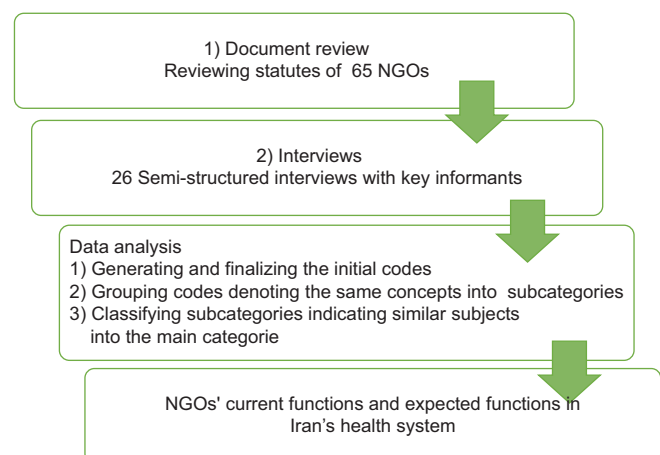 1) Document review
Reviewing statutes of 65 NGOs
2) Interviews
26 Semi-structured interviews with key informants
Data analysis
1) Generating and finalizing the initial codes
2) Grouping codes denoting the same concepts into subcategories
3) Classifying subcategories indicating similar subjects
into the main categorie
NGOs' current functions and expected functions in
Iran’s health system